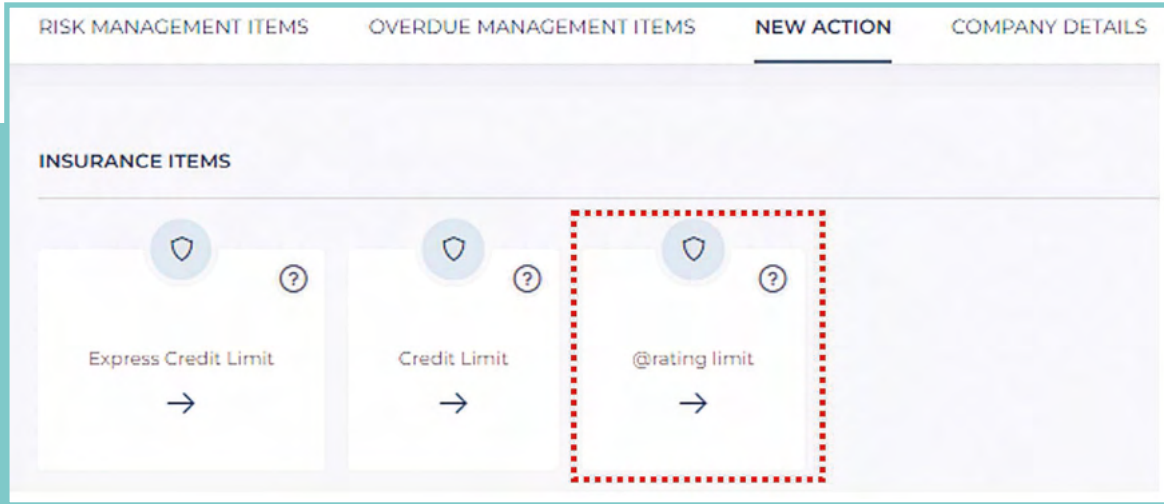 RISK MANAGEMENT ITEMS OVERDUE MANAGEMENT ITEMS NEW ACTION COMPANY DETAILS
INSURANCE ITEMS
? ? ?
Express Credit Limit Credit Limit @rating limit